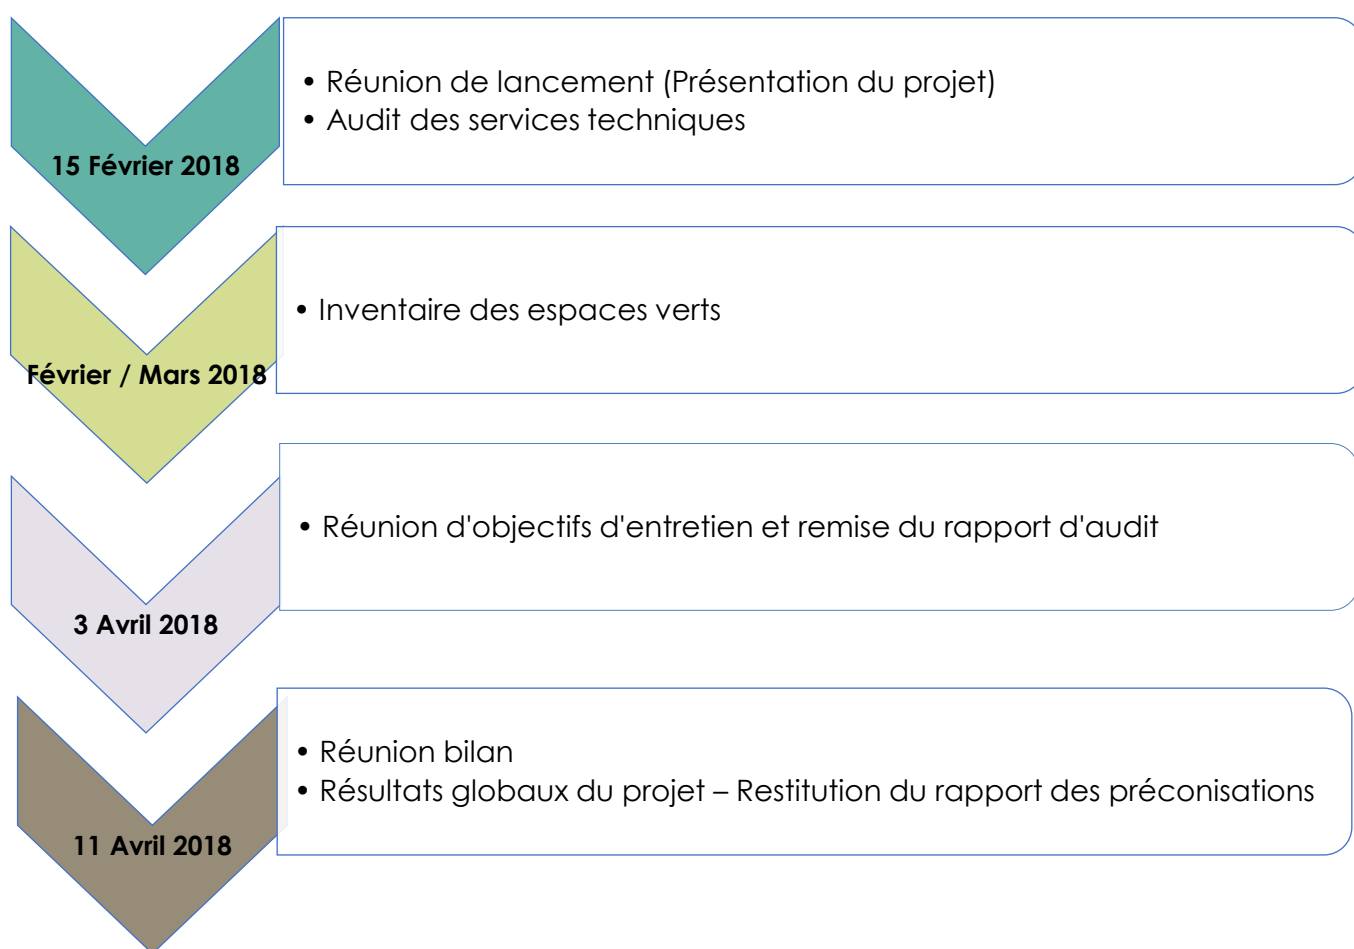 15 Février 2018
• Réunion de lancement (Présentation du projet)
• Audit des services techniques
Février / Mars 2018
• Inventaire des espaces verts
3 Avril 2018
• Réunion d'objectifs d'entretien et remise du rapport d'audit
11 Avril 2018
• Réunion bilan
• Résultats globaux du projet – Restitution du rapport des préconisations